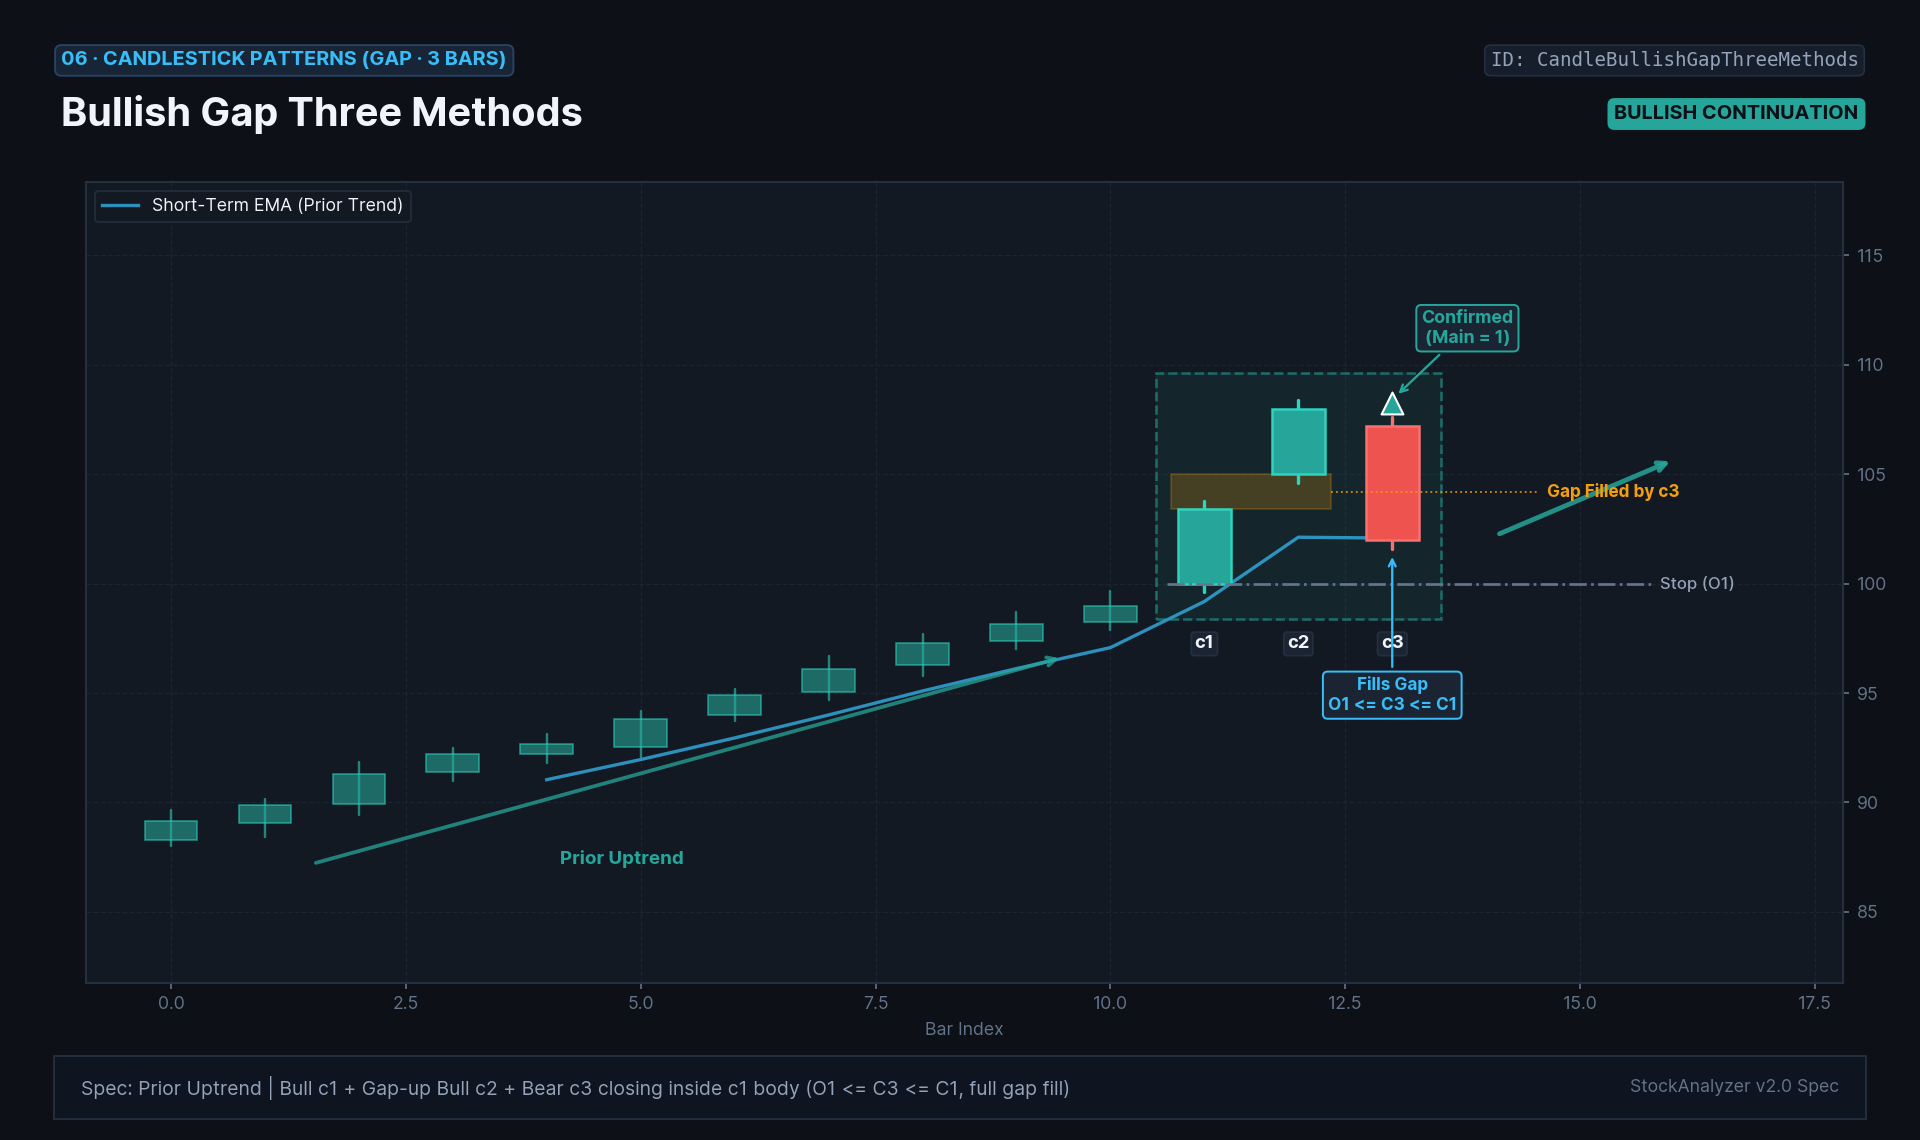 06 · CANDLESTICK PATTERNS (GAP · 3 BARS)
ID: CandleBullishGapThreeMethods
Bullish Gap Three Methods
BULLISH CONTINUATION
Short-Term EMA (Prior Trend)
115
Confirmed
(Main = 1)
110
105
Gap Filled by c3
Stop (O1)
100
c1
c2
c3
Fills Gap
O1 <= C3 <= C1
95
90
Prior Uptrend
85
0.0
2.5
5.0
7.5
10.0
12.5
15.0
17.5
Bar Index
Spec: Prior Uptrend | Bull c1 + Gap-up Bull c2 + Bear c3 closing inside c1 body (O1 <= C3 <= C1, full gap fill)
StockAnalyzer v2.0 Spec